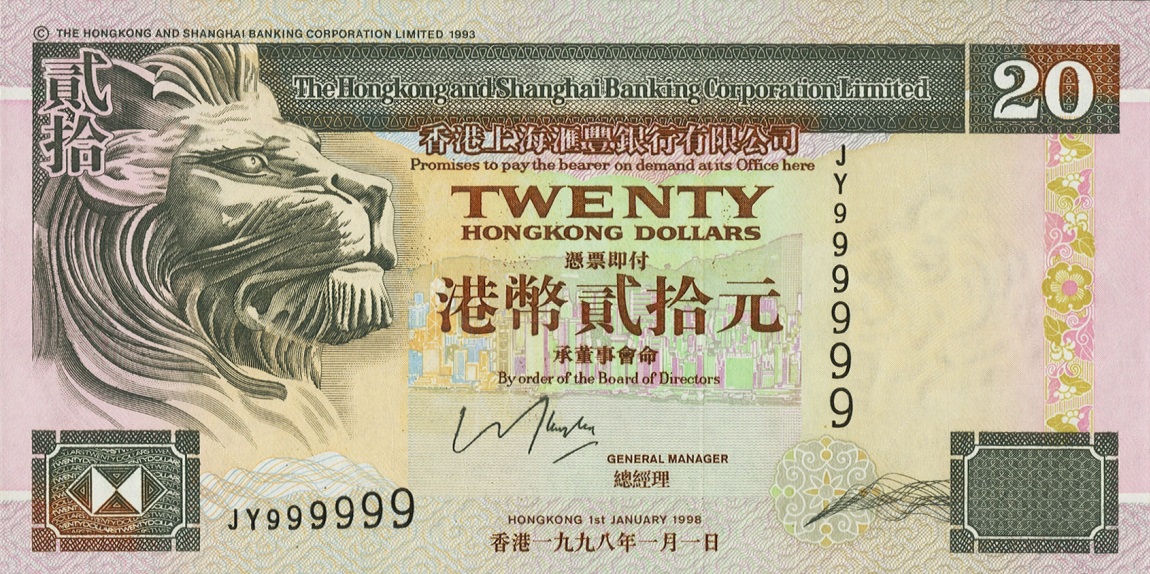 © THE HONGKONG AND SHANGHAI BANKING CORPORATION LIMITED 1993
貳拾
The Hongkong and Shanghai Banking Corporation Limited
20
香港上海滙豐銀行有限公司
Promises to pay the bearer on demand at its Office here
JY999999
TWENTY
HONGKONG DOLLARS
憑票即付
港幣貳拾元
承董事會命
By order of the Board of Directors
GENERAL MANAGER
總經理
JY999999
HONGKONG 1st JANUARY 1998
香港一九九八年一月一日